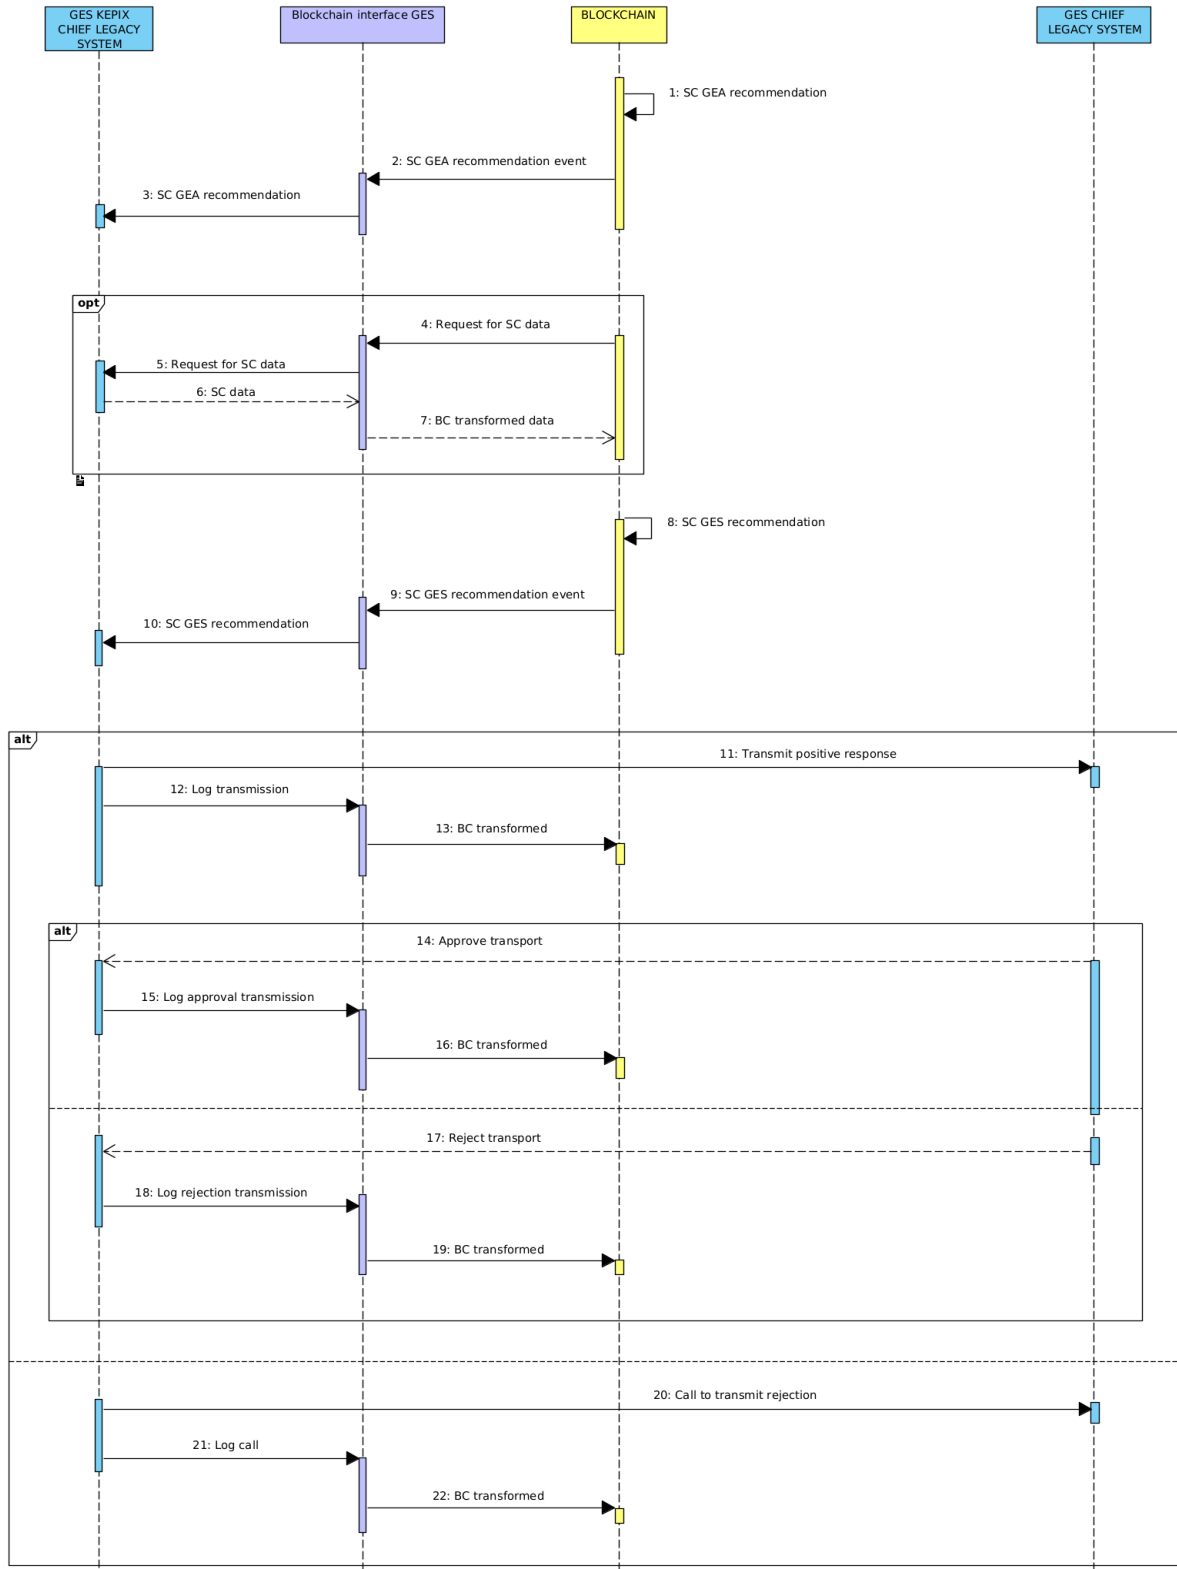 GES KEPIX
CHIEF LEGACY
SYSTEM
Blockchain interface GES
BLOCKCHAIN
GES CHIEF
LEGACY SYSTEM
1: SC GEA recommendation
2: SC GEA recommendation event
3: SC GEA recommendation
opt
4: Request for SC data
5: Request for SC data
6: SC data
7: BC transformed data
8: SC GES recommendation
9: SC GES recommendation event
10: SC GES recommendation
alt
11: Transmit positive response
12: Log transmission
13: BC transformed
alt
14: Approve transport
15: Log approval transmission
16: BC transformed
17: Reject transport
18: Log rejection transmission
19: BC transformed
20: Call to transmit rejection
21: Log call
22: BC transformed